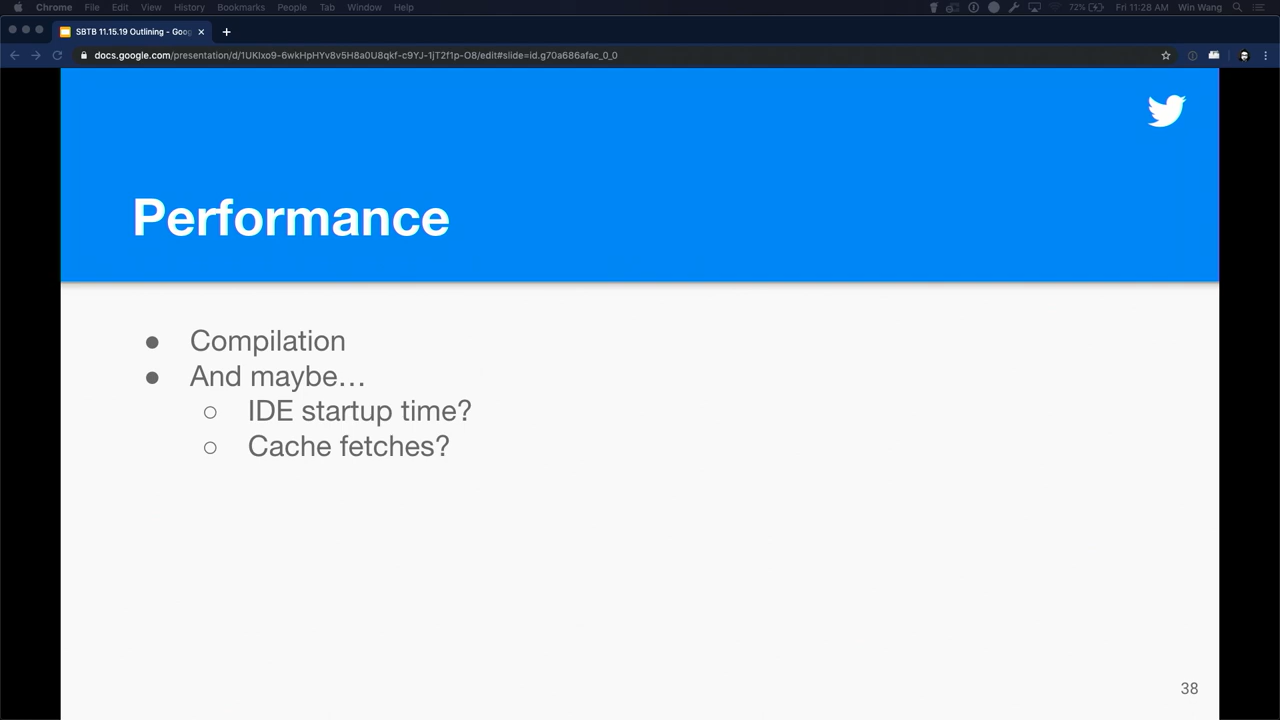 Chrome File Edit View History Bookmarks People Tab Window Help 72% Fri 11:28 AM Win Wang
SBTB 11.15.19 Outlining - Goog
docs.google.com/presentation/d/1UKIxo9-6wkHpHYv8v5H8a0U8qkf-c9YJ-1jT2f1p-O8/edit#slide=id.g70a686afac_0_0
Performance
● Compilation
● And maybe…
○ IDE startup time?
○ Cache fetches?
38